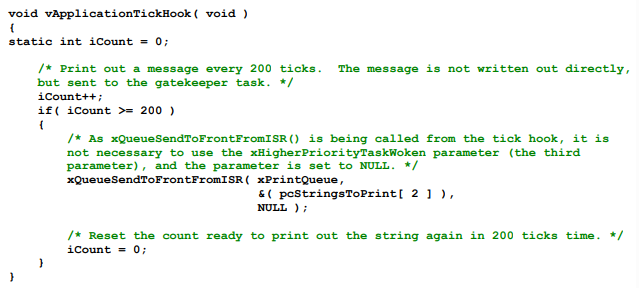 void vApplicationTickHook( void )
{
static int iCount = 0;
/* Print out a message every 200 ticks.  The message is not written out directly,
but sent to the gatekeeper task. */
iCount++;
if( iCount >= 200 )
{
/* As xQueueSendToFrontFromISR() is being called from the tick hook, it is
not necessary to use the xHigherPriorityTaskWoken parameter (the third
parameter), and the parameter is set to NULL. */
xQueueSendToFrontFromISR( xPrintQueue,
&( pcStringsToPrint[ 2 ] ),
NULL );
/* Reset the count ready to print out the string again in 200 ticks time. */
iCount = 0;
}
}